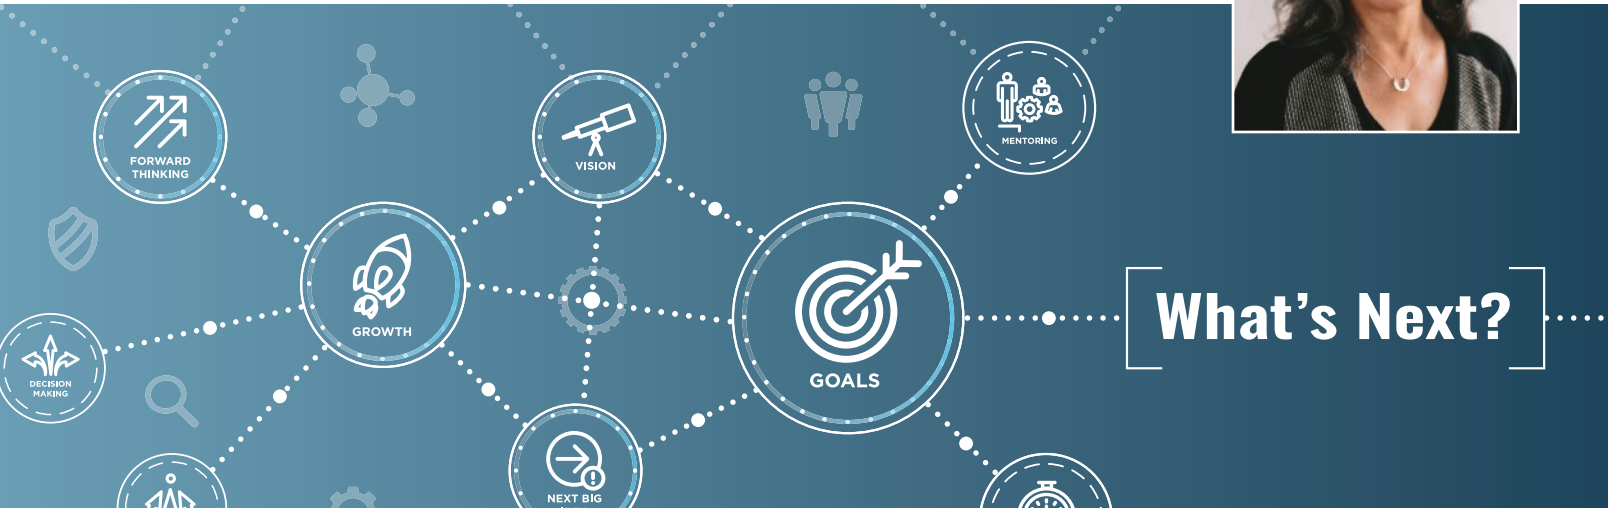 FORWARD
THINKING
VISION
MENTORING
GROWTH
What's Next?
DECISION
MAKING
GOALS
NEXT BIG